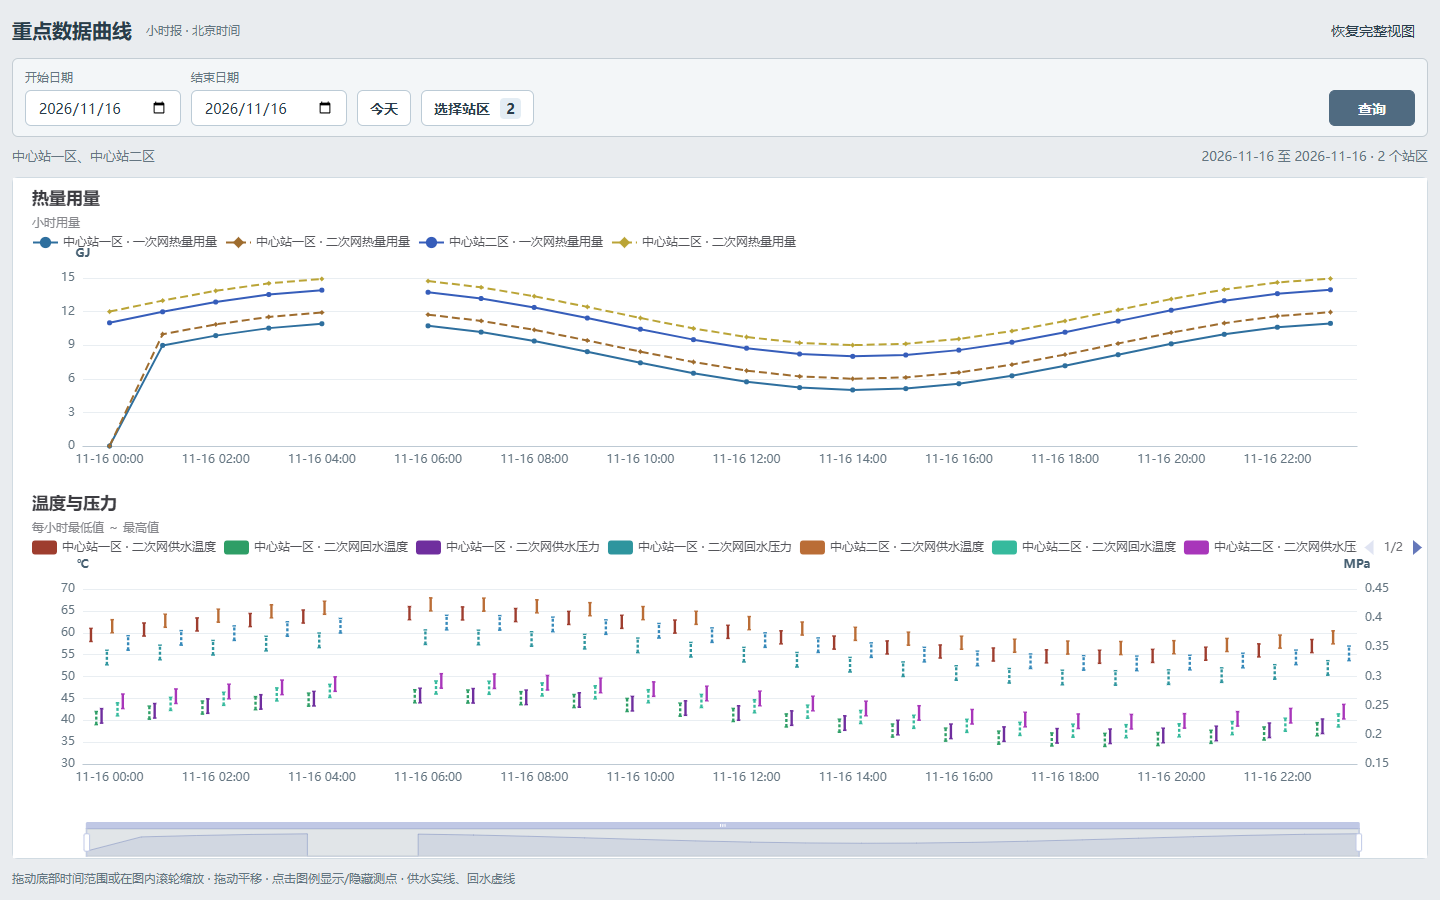 重点数据曲线 小时报 · 北京时间 恢复完整视图
开始日期 结束日期
2026/11/16 2026/11/16 今天 选择站区 2 查询
中心站一区、中心站二区 2026-11-16 至 2026-11-16 · 2 个站区
热量用量
小时用量
中心站一区 · 一次网热量用量 中心站一区 · 二次网热量用量 中心站二区 · 一次网热量用量 中心站二区 · 二次网热量用量
GJ
15
12
9
6
3
0
11-16 00:00 11-16 02:00 11-16 04:00 11-16 06:00 11-16 08:00 11-16 10:00 11-16 12:00 11-16 14:00 11-16 16:00 11-16 18:00 11-16 20:00 11-16 22:00
温度与压力
每小时最低值 ~ 最高值
中心站一区 · 二次网供水温度 中心站一区 · 二次网回水温度 中心站一区 · 二次网供水压力 中心站一区 · 二次网回水压力 中心站二区 · 二次网供水温度 中心站二区 · 二次网回水温度 中心站二区 · 二次网供水压 1/2
℃ MPa
70 0.45
65
60 0.4
55 0.35
50 0.3
45
40 0.25
35 0.2
30 0.15
11-16 00:00 11-16 02:00 11-16 04:00 11-16 06:00 11-16 08:00 11-16 10:00 11-16 12:00 11-16 14:00 11-16 16:00 11-16 18:00 11-16 20:00 11-16 22:00
拖动底部时间范围或在图内滚轮缩放 · 拖动平移 · 点击图例显示/隐藏测点 · 供水实线、回水虚线